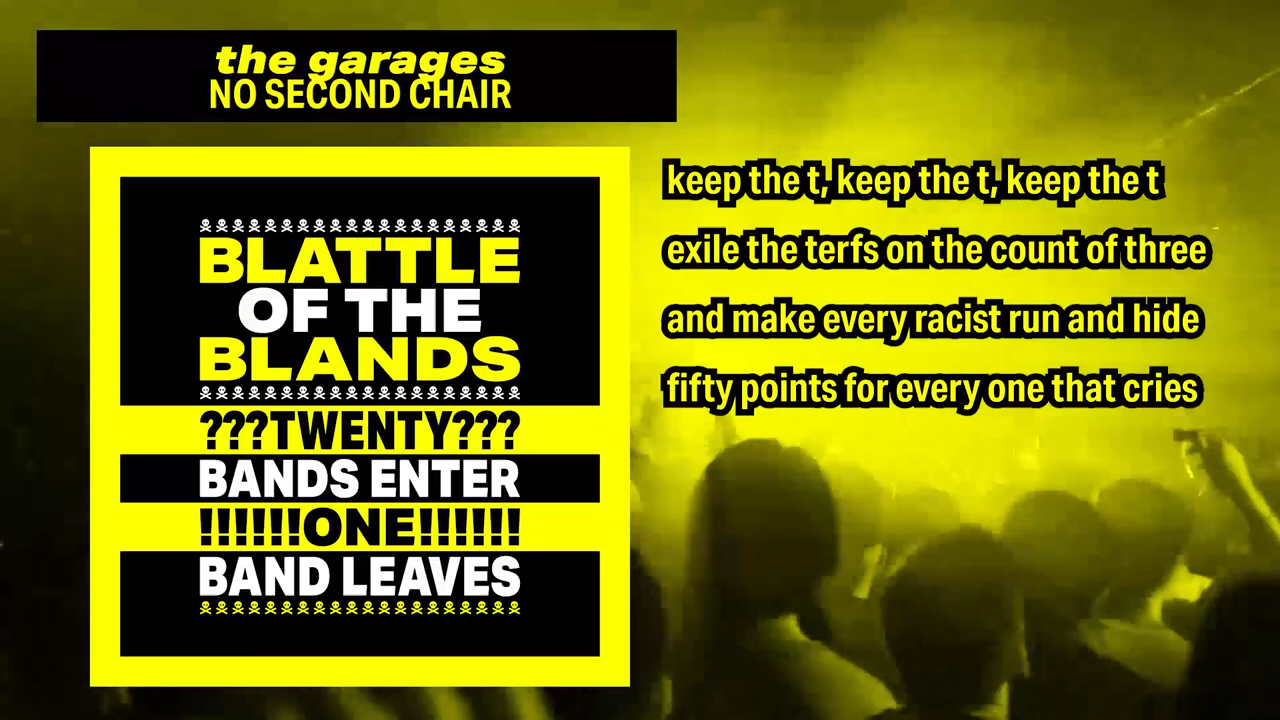 the garages
NO SECOND CHAIR
BLATTLE
OF THE
BLANDS
???TWENTY???
BANDS ENTER
!!!!!!ONE!!!!!!
BAND LEAVES
keep the t, keep the t, keep the t
exile the terfs on the count of three
and make every racist run and hide
fifty points for every one that cries